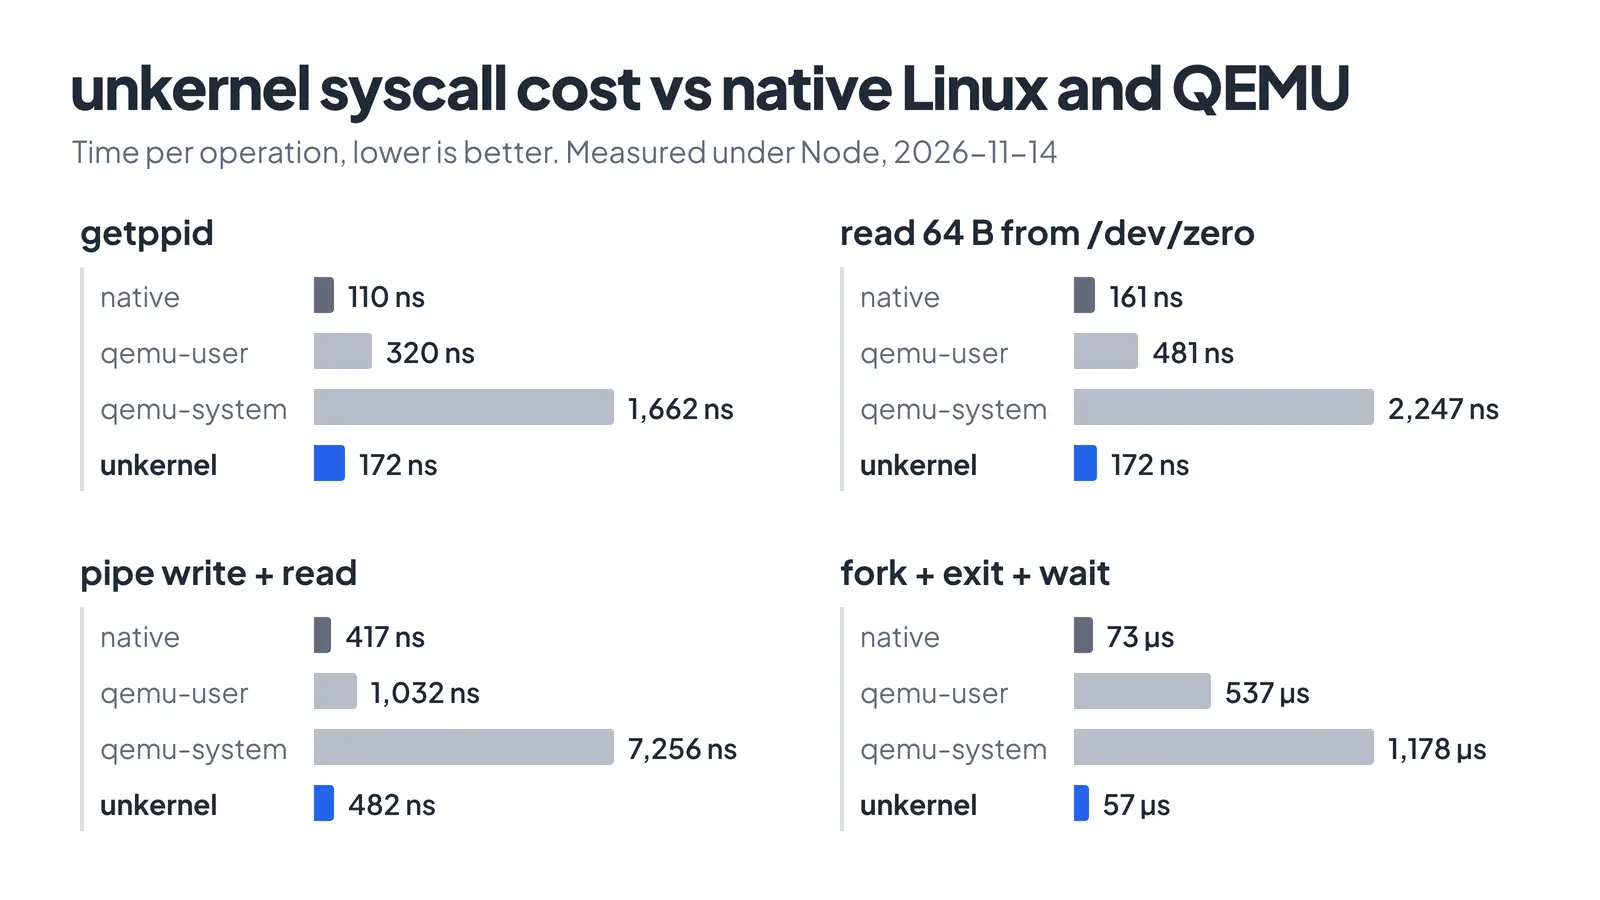 unkernel syscall cost vs native Linux and QEMU
Time per operation, lower is better. Measured under Node, 2026-11-14
getppid
native 110 ns
qemu-user 320 ns
qemu-system 1,662 ns
unkernel 172 ns
read 64 B from /dev/zero
native 161 ns
qemu-user 481 ns
qemu-system 2,247 ns
unkernel 172 ns
pipe write + read
native 417 ns
qemu-user 1,032 ns
qemu-system 7,256 ns
unkernel 482 ns
fork + exit + wait
native 73 µs
qemu-user 537 µs
qemu-system 1,178 µs
unkernel 57 µs